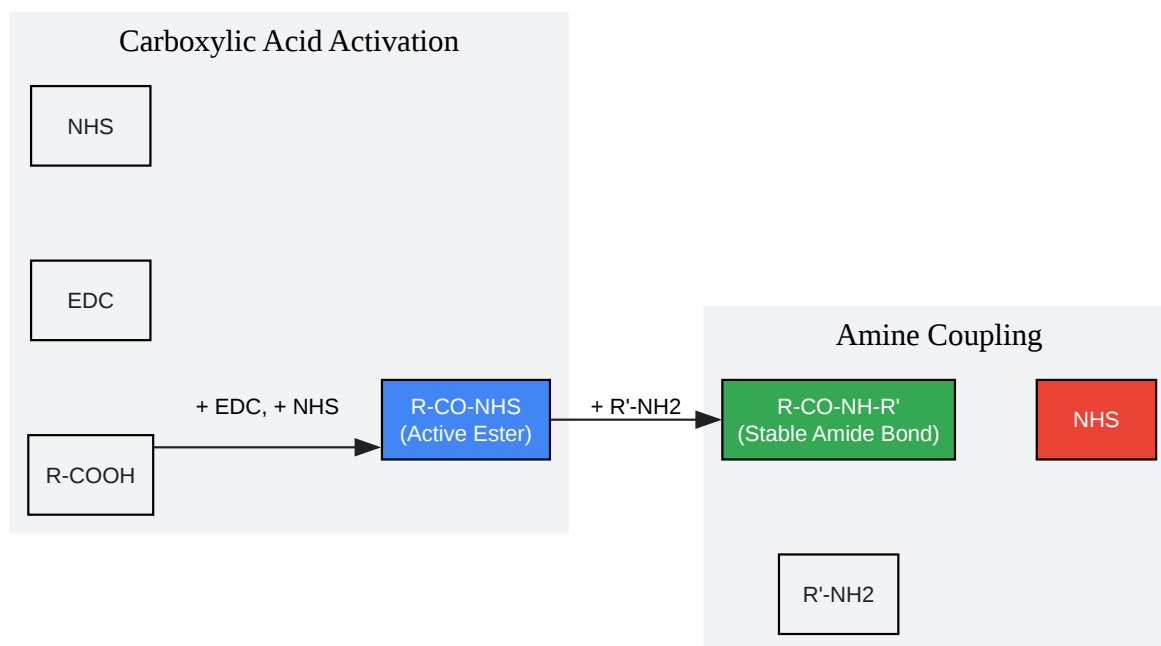 Carboxylic Acid Activation
NHS
EDC
R-COOH
+ EDC, + NHS
R-CO-NHS
(Active Ester)
+ R'-NH2
Amine Coupling
R-CO-NH-R'
(Stable Amide Bond)
NHS
R'-NH2